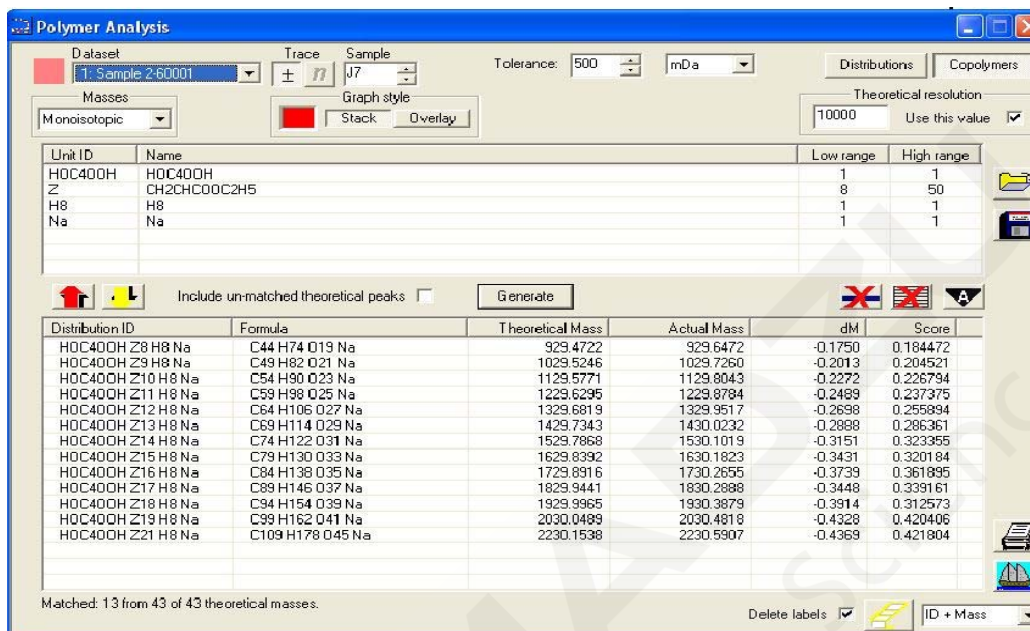 Polymer Analysis
Dataset Trace Sample
1: Sample 2-60001 ± n J7 Tolerance: 500 mDa Distributions Copolymers
Masses Graph style Theoretical resolution
Monoisotopic Stack Overlay 10000 Use this value
Unit ID Name Low range High range
HOC4OOH HOC4OOH 1 1
Z CH2CHCOOC2H5 8 50
H8 H8 1 1
Na Na 1 1
Include un-matched theoretical peaks Generate A
Distribution ID Formula Theoretical Mass Actual Mass dM Score
HOC4OOH Z8 H8 Na C44 H74 O19 Na 929.4722 929.6472 -0.1750 0.184472
HOC4OOH Z9 H8 Na C49 H82 O21 Na 1029.5246 1029.7260 -0.2013 0.204521
HOC4OOH Z10 H8 Na C54 H90 O23 Na 1129.5771 1129.8043 -0.2272 0.226794
HOC4OOH Z11 H8 Na C59 H98 O25 Na 1229.6295 1229.8784 -0.2489 0.237375
HOC4OOH Z12 H8 Na C64 H106 O27 Na 1329.6819 1329.9517 -0.2698 0.255894
HOC4OOH Z13 H8 Na C69 H114 O29 Na 1429.7343 1430.0232 -0.2888 0.286361
HOC4OOH Z14 H8 Na C74 H122 O31 Na 1529.7868 1530.1019 -0.3151 0.323355
HOC4OOH Z15 H8 Na C79 H130 O33 Na 1629.8392 1630.1823 -0.3431 0.320184
HOC4OOH Z16 H8 Na C84 H138 O35 Na 1729.8916 1730.2655 -0.3739 0.361895
HOC4OOH Z17 H8 Na C89 H146 O37 Na 1829.9441 1830.2888 -0.3448 0.339161
HOC4OOH Z18 H8 Na C94 H154 O39 Na 1929.9965 1930.3879 -0.3914 0.312573
HOC4OOH Z19 H8 Na C99 H162 O41 Na 2030.0489 2030.4818 -0.4328 0.420406
HOC4OOH Z21 H8 Na C109 H178 O45 Na 2230.1538 2230.5907 -0.4369 0.421804
Matched: 13 from 43 of 43 theoretical masses.
Delete labels ID + Mass